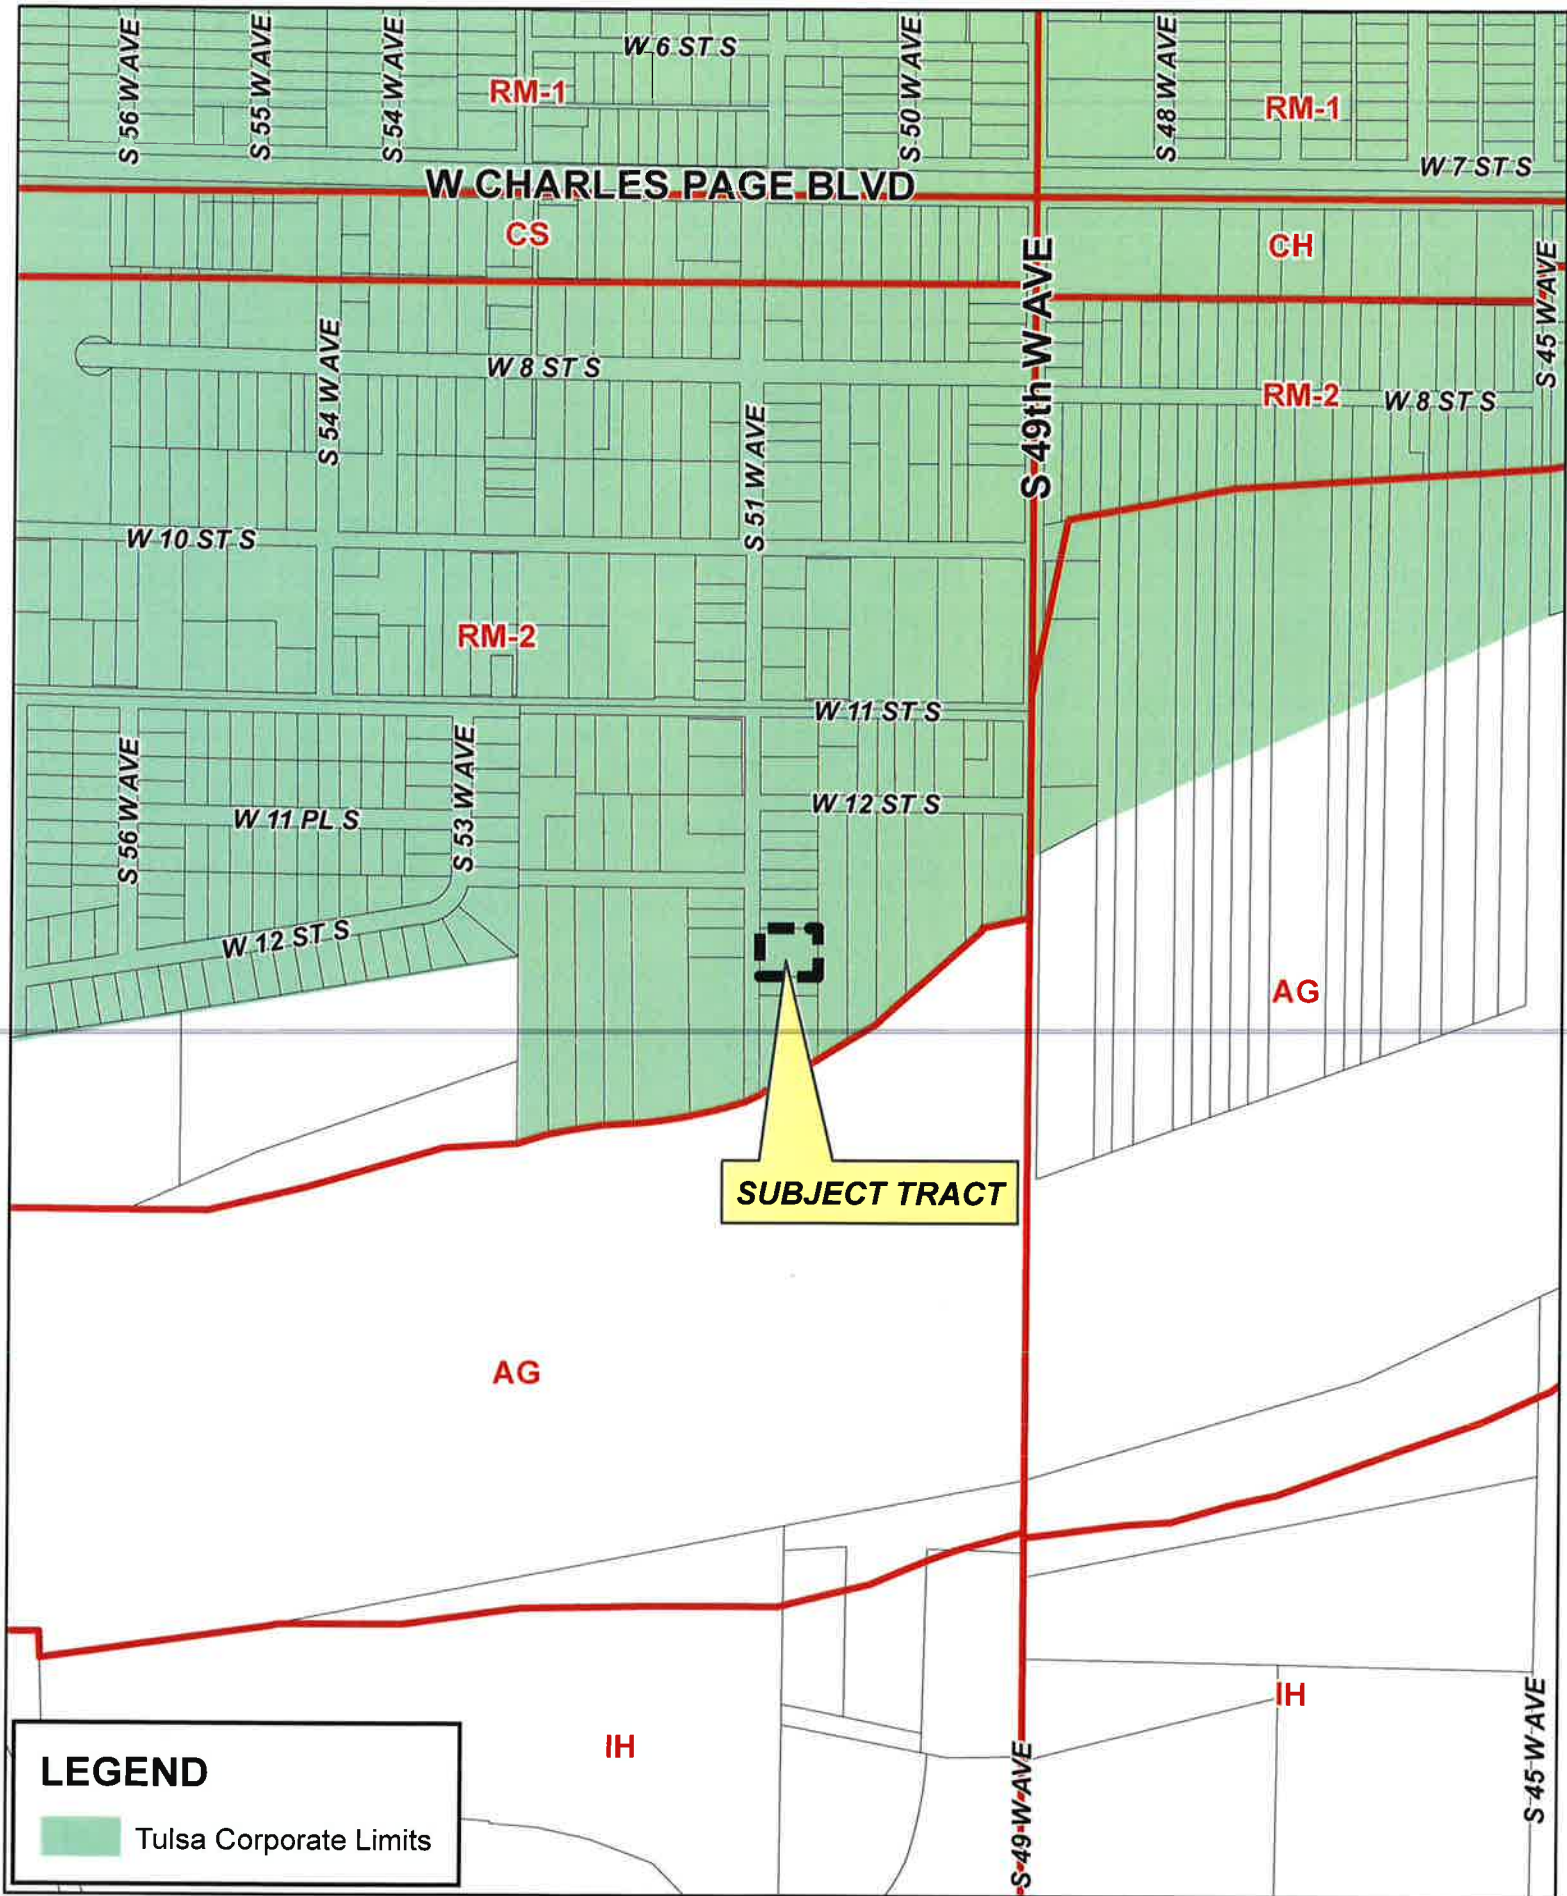 S 56 W AVE
S 55 W AVE
S 54 W AVE
W 6 ST S
S 50 W AVE
S 48 W AVE
RM-1
RM-1
W 7 ST S
W CHARLES PAGE BLVD
CS
CH
S 49th W AVE
S 45 W AVE
S 54 W AVE
W 8 ST S
RM-2
W 8 ST S
S 51 W AVE
W 10 ST S
RM-2
W 11 ST S
S 56 W AVE
W 11 PL S
S 53 W AVE
W 12 ST S
W 12 ST S
AG
SUBJECT TRACT
AG
IH
IH
S 49 W AVE
S 45 W AVE
LEGEND
Tulsa Corporate Limits